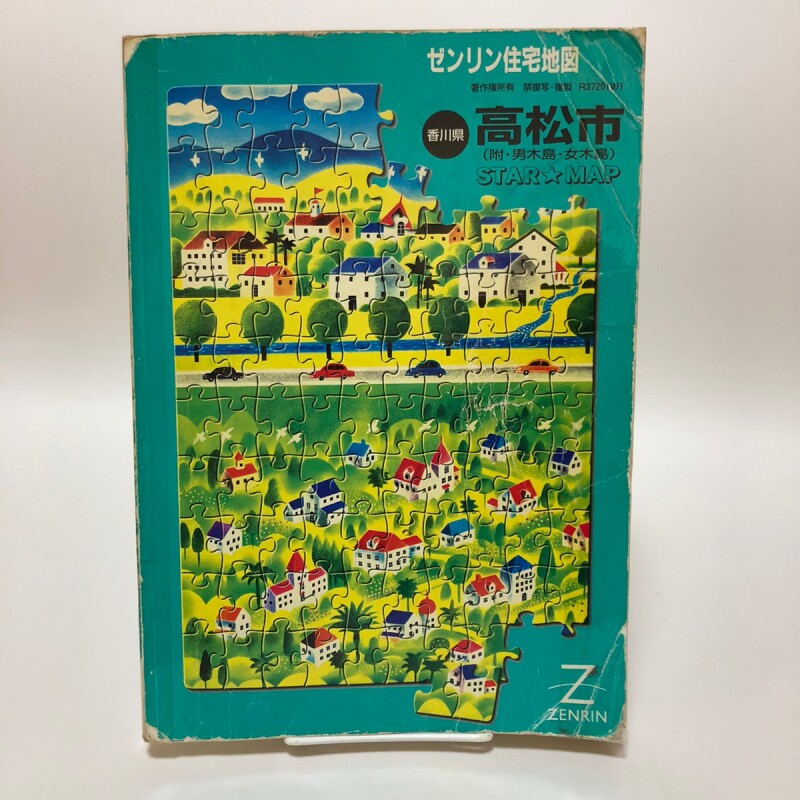 ゼンリン住宅地図
著作権所有 禁複写・複製 R37201W1
香川県
高松市
(附・男木島・女木島)
STAR★MAP
Z
ZENRIN